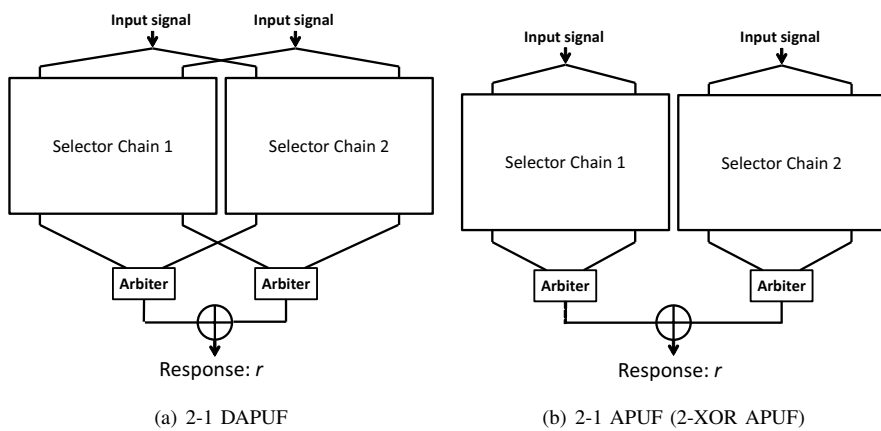 Input signal
Input signal
Selector Chain 1
Selector Chain 2
Arbiter
Arbiter
Response: r
(a) 2-1 DAPUF
Input signal
Input signal
Selector Chain 1
Selector Chain 2
Arbiter
Arbiter
Response: r
(b) 2-1 APUF (2-XOR APUF)